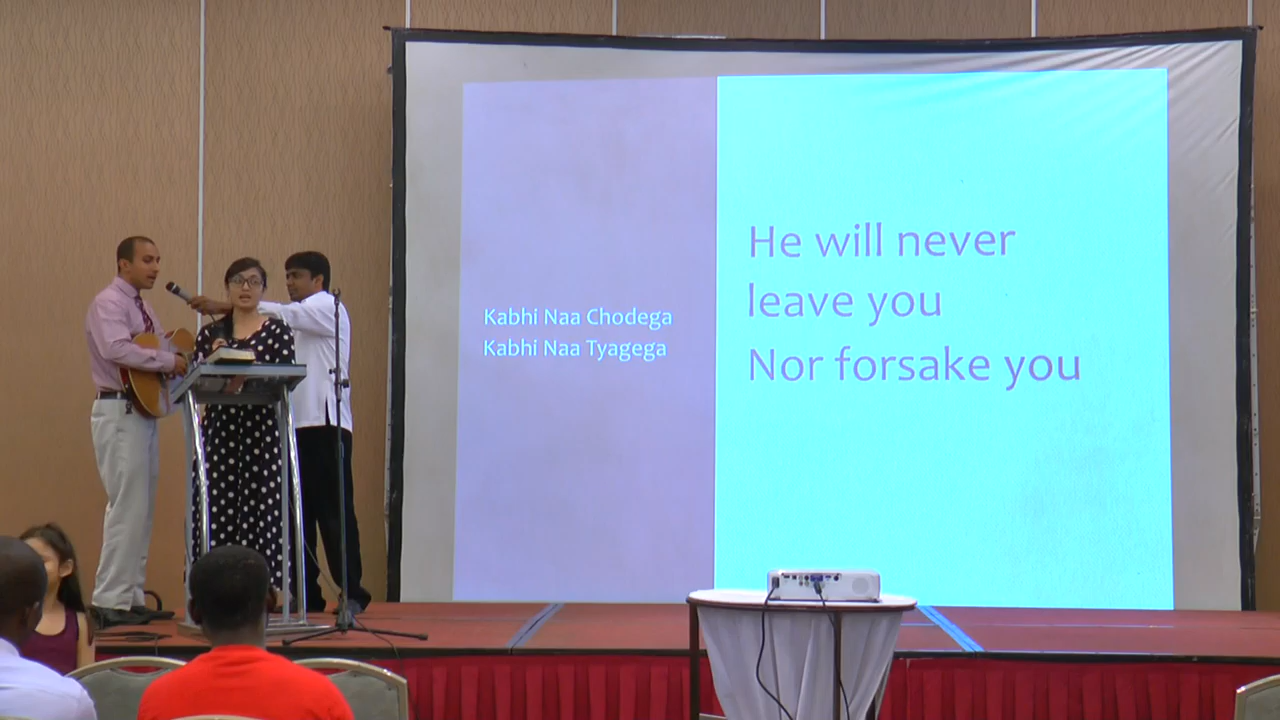 Kabhi Naa Chodega
Kabhi Naa Tyagega
He will never
leave you
Nor forsake you